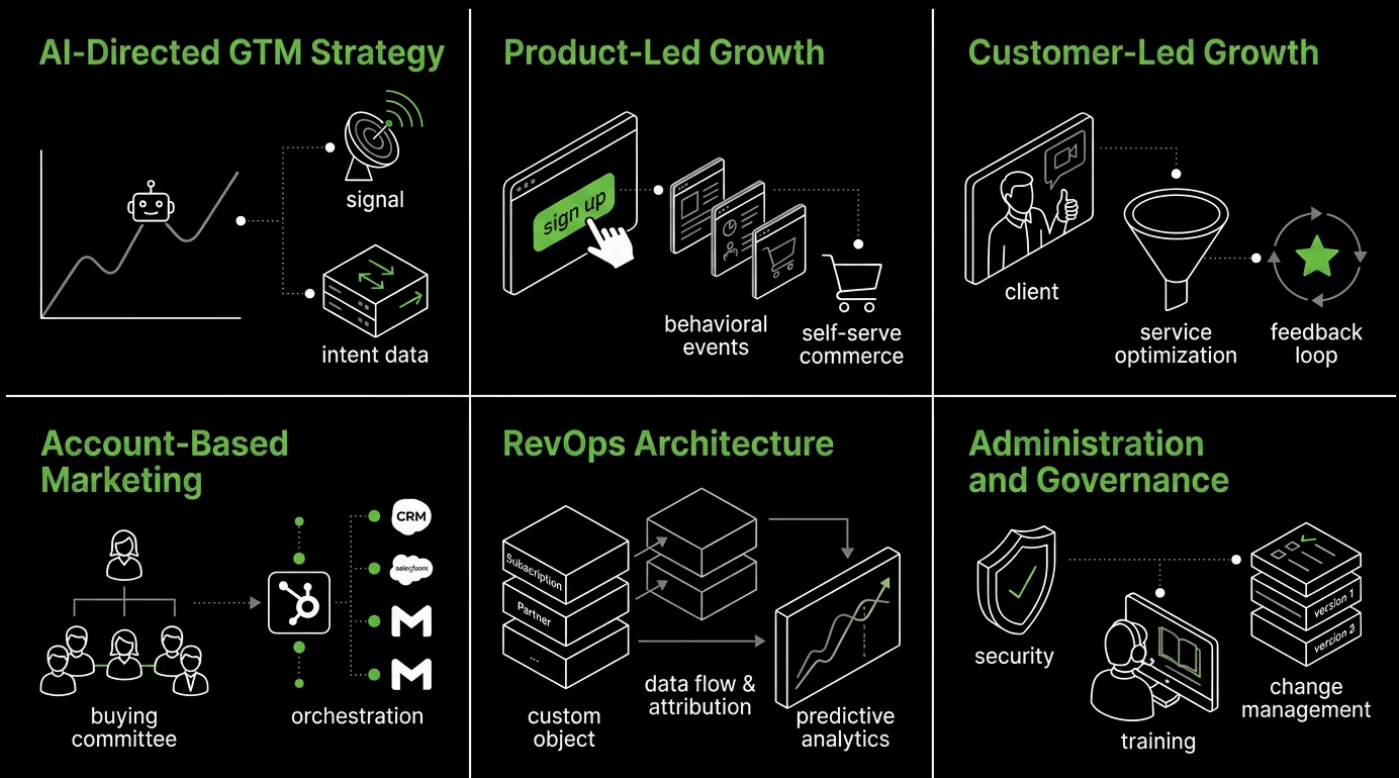 AI-Directed GTM Strategy
signal
intent data
Product-Led Growth
sign up
behavioral
events
self-serve
commerce
Customer-Led Growth
client
service
optimization
feedback
loop
Account-Based
Marketing
CRM
buying
committee
orchestration
RevOps Architecture
Partner
...
custom
object
data flow &
attribution
predictive
analytics
Administration
and Governance
security
training
version 1
version 2
change
management